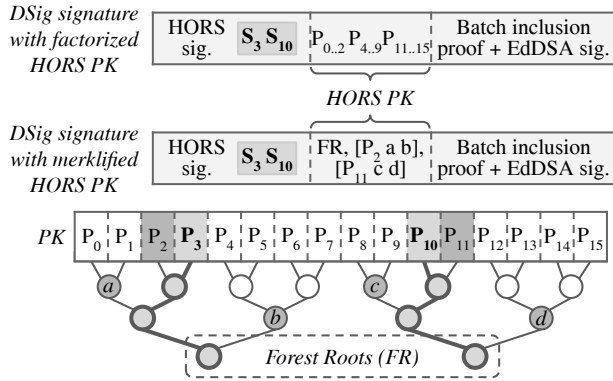 DSig signature
with factorized
HORS PK
HORS
sig.
S₃ S₁₀
P₀..₂ P₄..₉ P₁₁..₁₅
Batch inclusion
proof + EdDSA sig.
HORS PK
DSig signature
with merklified
HORS PK
HORS
sig.
S₃ S₁₀
FR, [P₂ a b],
[P₁₁ c d]
Batch inclusion
proof + EdDSA sig.
PK P₀ P₁ P₂ P₃ P₄ P₅ P₆ P₇ P₈ P₉ P₁₀ P₁₁ P₁₂ P₁₃ P₁₄ P₁₅
a c
b d
Forest Roots (FR)